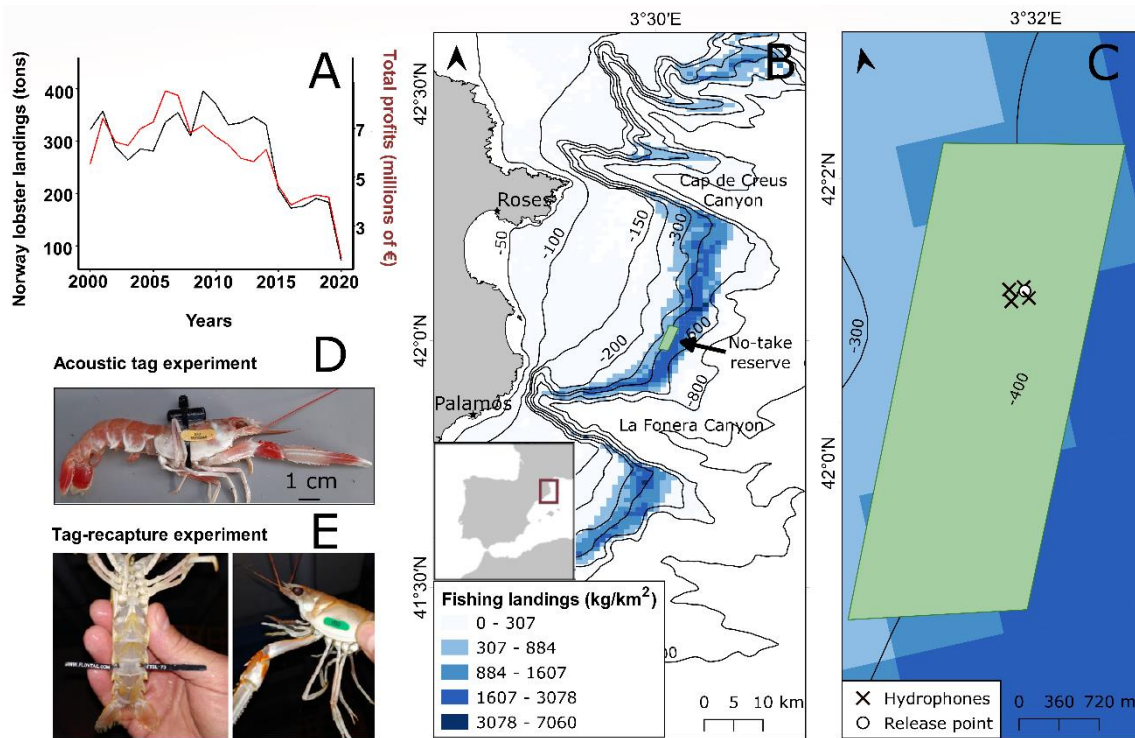 A
Norway lobster landings (tons)
400
300
200
100
Total profits (millions of €)
7
5
3
2000 2005 2010 2015 2020
Years
D
Acoustic tag experiment
1 cm
E
Tag-recapture experiment
3°30'E
B
42°30'N
42°0'N
41°30'N
Cap de Creus
Canyon
Roses
-50
-100
-150
-300
-200
-600
-800
No-take
reserve
Palamós
La Fonera Canyon
Fishing landings (kg/km²)
0 - 307
307 - 884
884 - 1607
1607 - 3078
3078 - 7060
0 5 10 km
3°32'E
C
42°2'N
42°0'N
-300
-400
Hydrophones
Release point
0 360 720 m